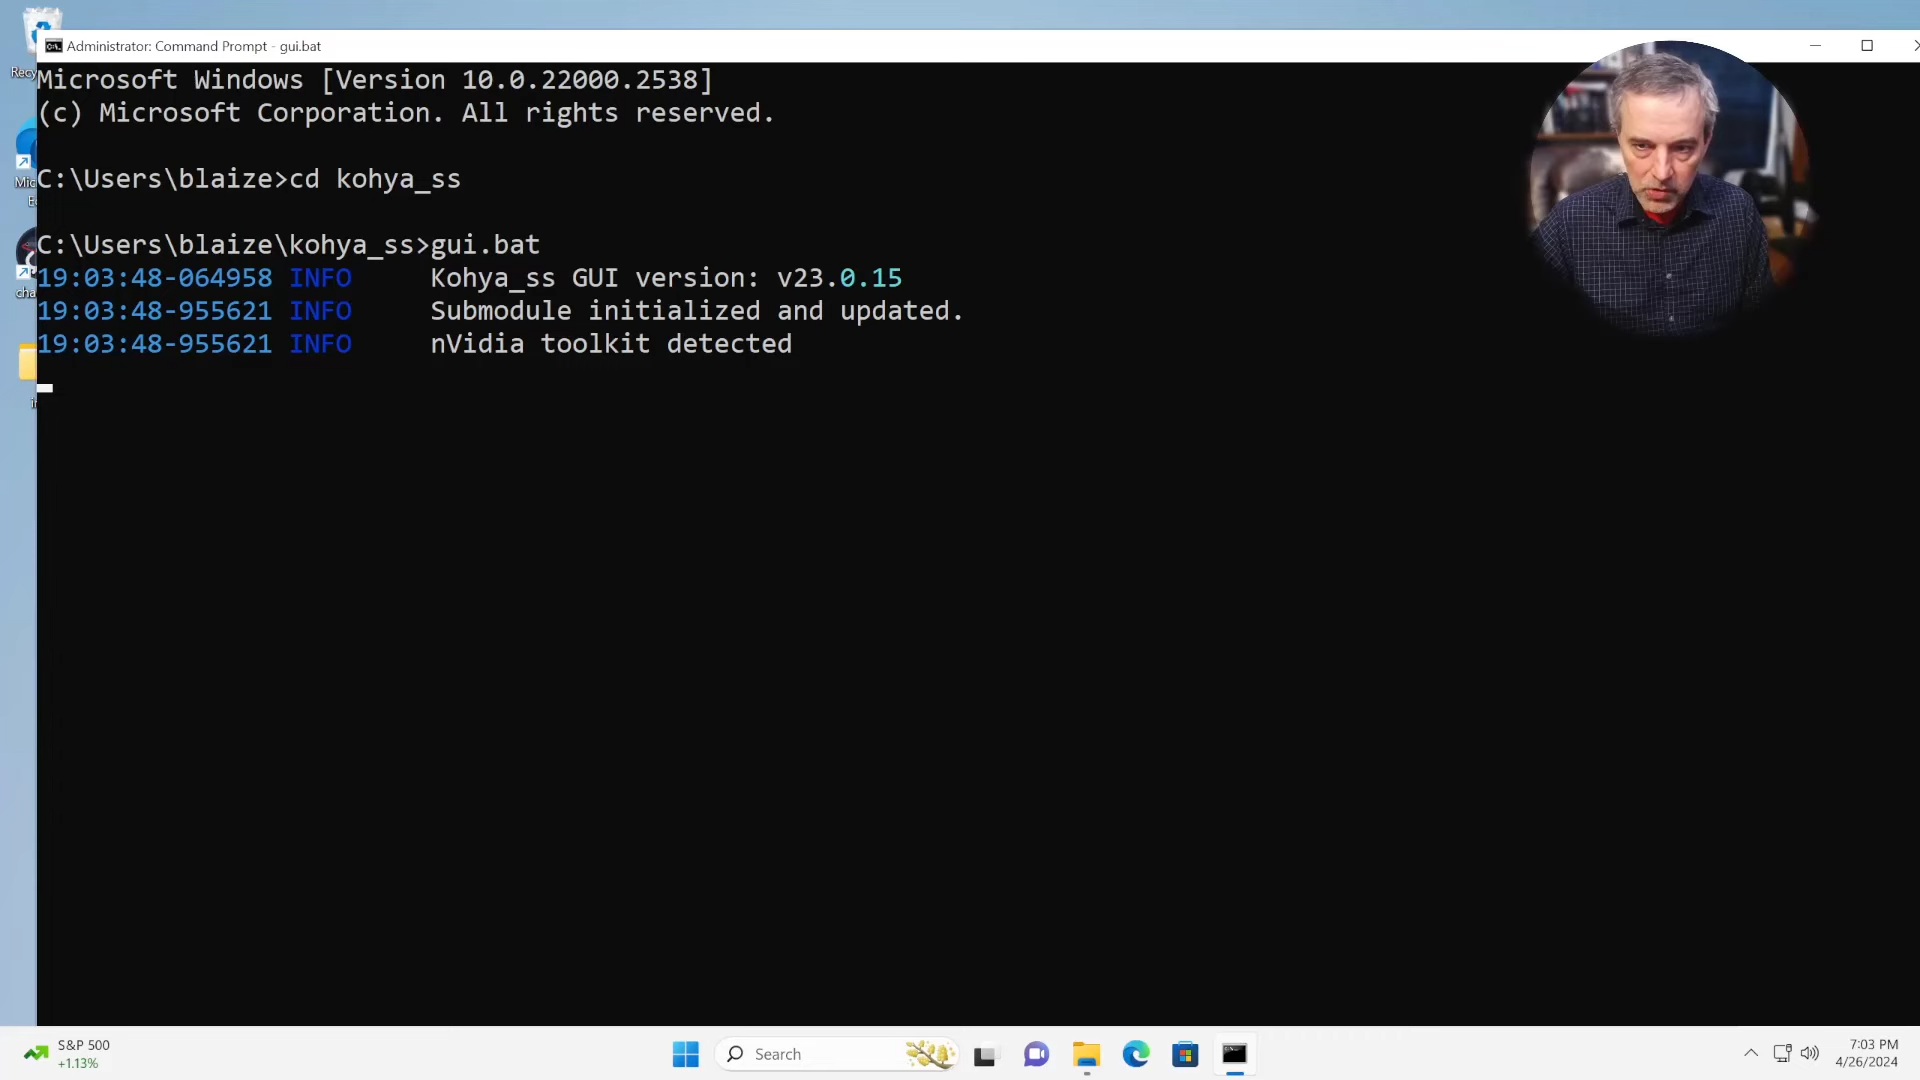 Administrator: Command Prompt - gui.bat
Microsoft Windows [Version 10.0.22000.2538]
(c) Microsoft Corporation. All rights reserved.
C:\Users\blaize>cd kohya_ss
C:\Users\blaize\kohya_ss>gui.bat
19:03:48-064958 INFO Kohya_ss GUI version: v23.0.15
19:03:48-955621 INFO Submodule initialized and updated.
19:03:48-955621 INFO nVidia toolkit detected
Recy
Mic
E
cha
S&P 500
+1.13%
Search
7:03 PM
4/26/2024